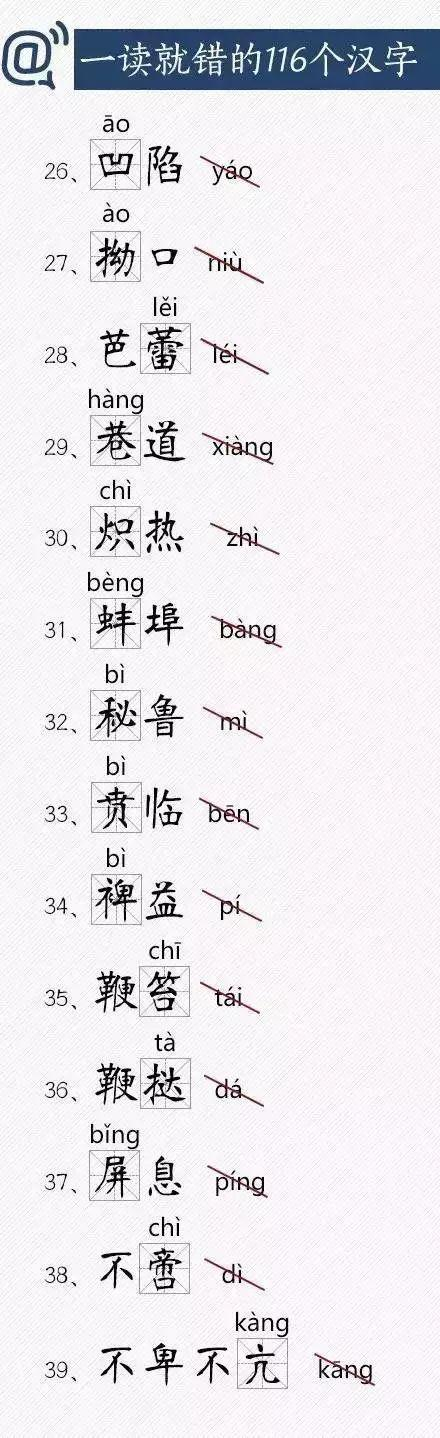 @ 一读就错的116个汉字
āo
26、凹陷 yáo
ào
27、拗口 niù
lěi
28、芭蕾 léi
hàng
29、巷道 xiàng
chì
30、炽热 zhì
bèng
31、蚌埠 bàng
bì
32、秘鲁 mì
bì
33、贲临 bēn
bì
34、裨益 pí
chī
35、鞭笞 tái
tà
36、鞭挞 dá
bǐng
37、屏息 píng
chì
38、不啻 dì
kàng
39、不卑不亢 kāng